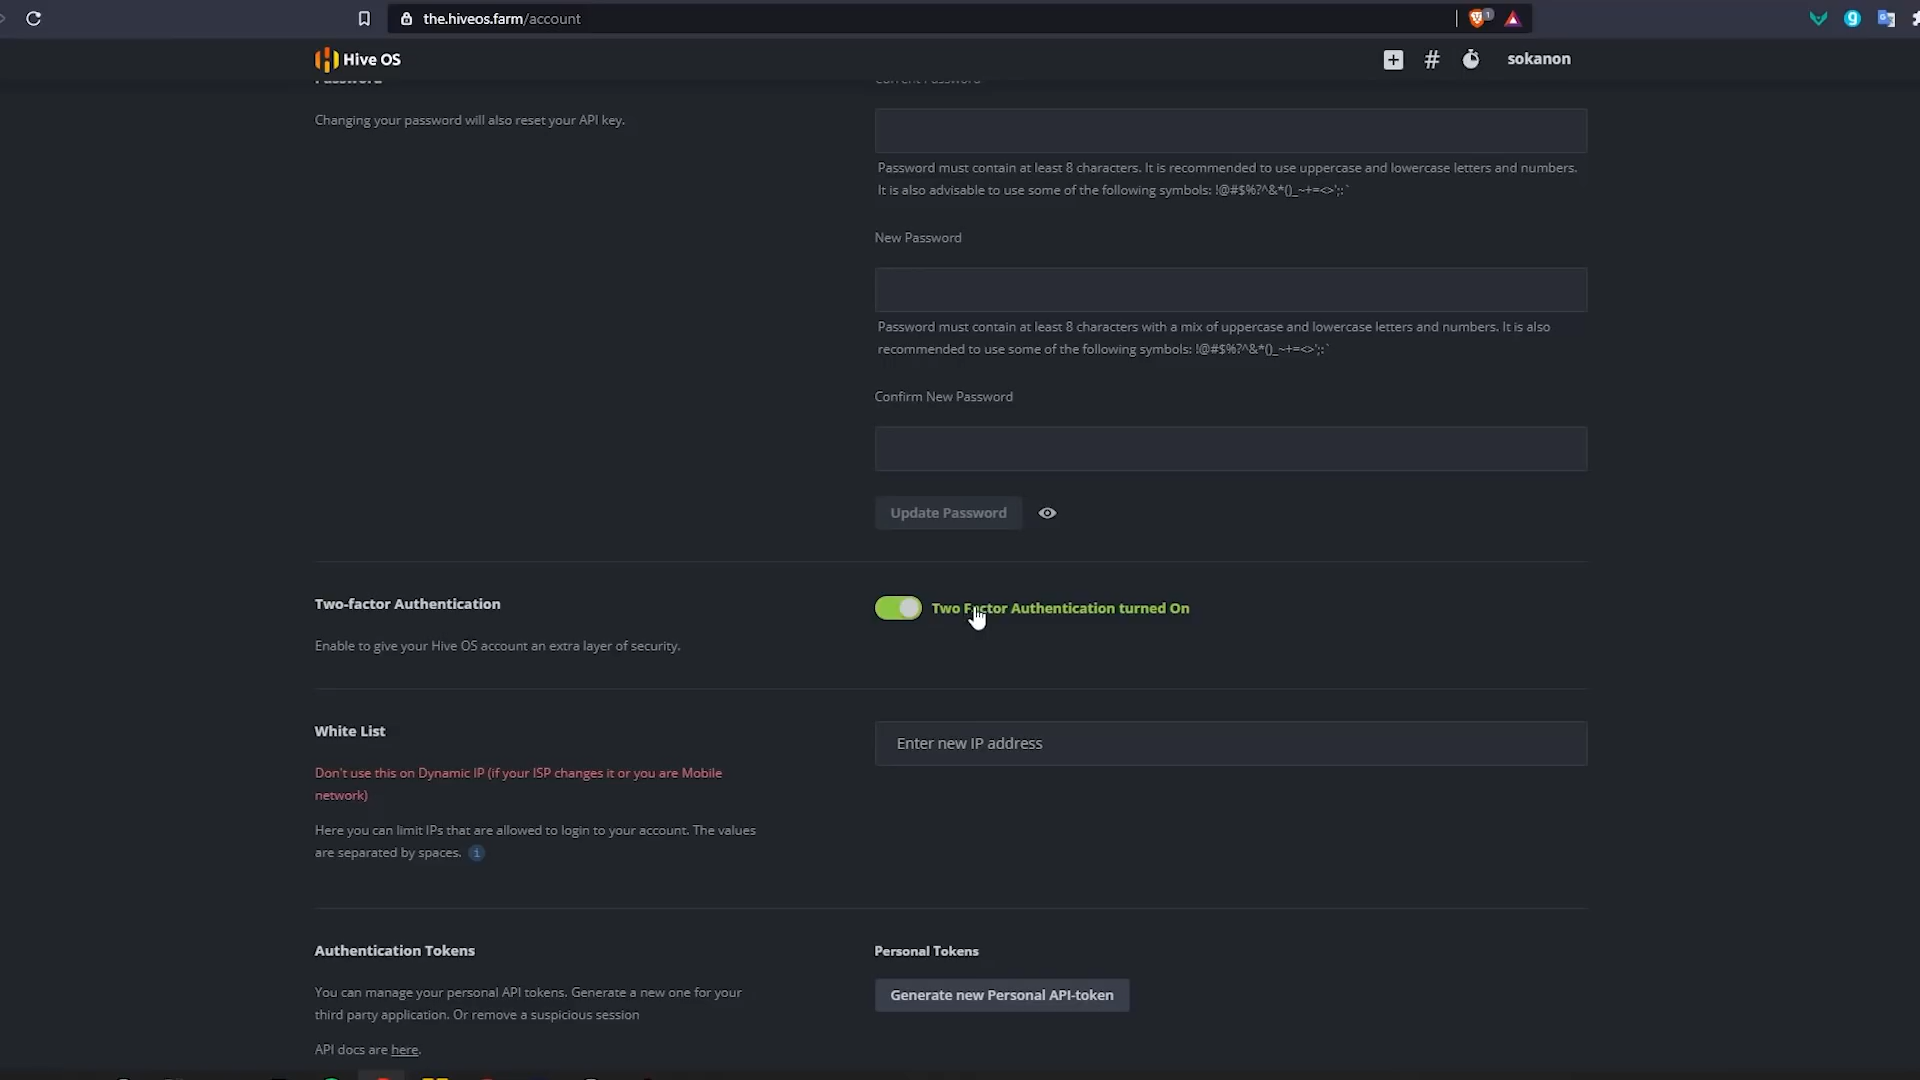 the.hiveos.farm/account
1
Hive OS
#
sokanon
Password
Current Password
Changing your password will also reset your API key.
Password must contain at least 8 characters. It is recommended to use uppercase and lowercase letters and numbers.
It is also advisable to use some of the following symbols: !@#$%?^&*()_~+=<>';:`
New Password
Password must contain at least 8 characters with a mix of uppercase and lowercase letters and numbers. It is also
recommended to use some of the following symbols: !@#$%?^&*()_~+=<>';:`
Confirm New Password
Update Password
Two-factor Authentication
Two Factor Authentication turned On
Enable to give your Hive OS account an extra layer of security.
White List
Enter new IP address
Don't use this on Dynamic IP (if your ISP changes it or you are Mobile
network)
Here you can limit IPs that are allowed to login to your account. The values
are separated by spaces. i
Authentication Tokens
Personal Tokens
You can manage your personal API tokens. Generate a new one for your
third party application. Or remove a suspicious session
Generate new Personal API-token
API docs are here.